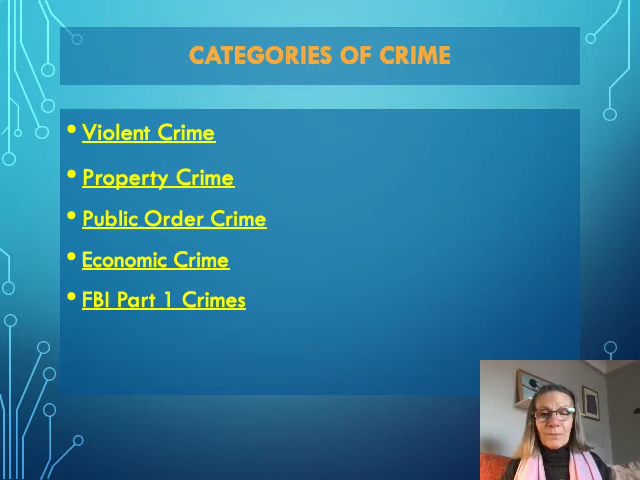 CATEGORIES OF CRIME
• Violent Crime
• Property Crime
• Public Order Crime
• Economic Crime
• FBI Part 1 Crimes